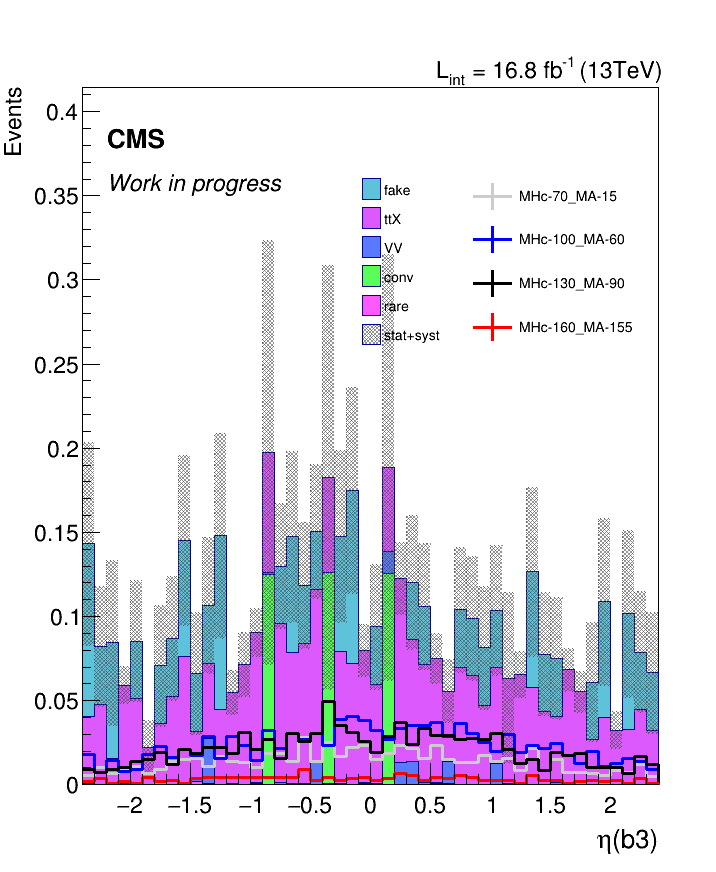 L_int = 16.8 fb^-1 (13TeV)
Events
CMS
Work in progress
fake
ttX
VV
conv
rare
stat+syst
MHc-70_MA-15
MHc-100_MA-60
MHc-130_MA-90
MHc-160_MA-155
0.4
0.35
0.3
0.25
0.2
0.15
0.1
0.05
0
−2 −1.5 −1 −0.5 0 0.5 1 1.5 2
η(b3)